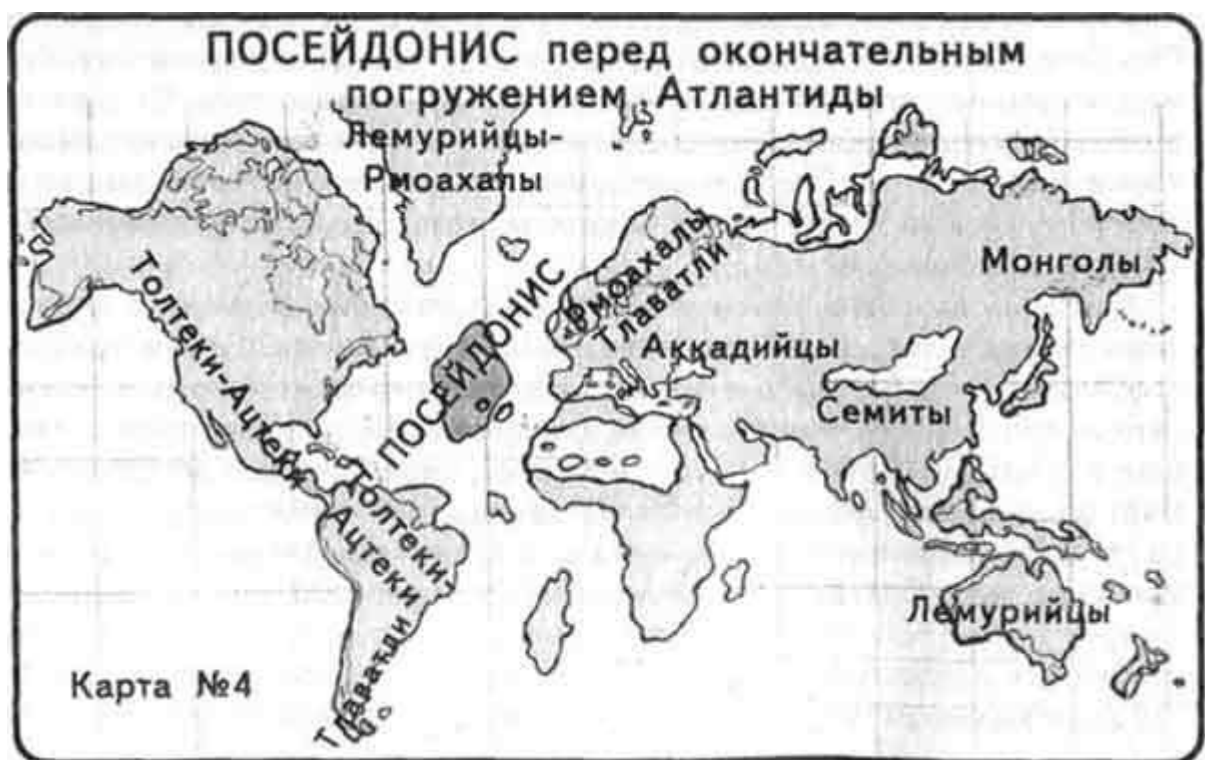 ПОСЕЙДОНИС перед окончательным
погружением Атлантиды
Лемурийцы-
Рмоахалы
Толтеки-Ацтеки
ПОСЕЙДОНИС
Рмоахалы
Тлаватли
Монголы
Аккадийцы
Семиты
Толтеки-
Ацтеки
Тлаватди
Лемурийцы
Карта №4